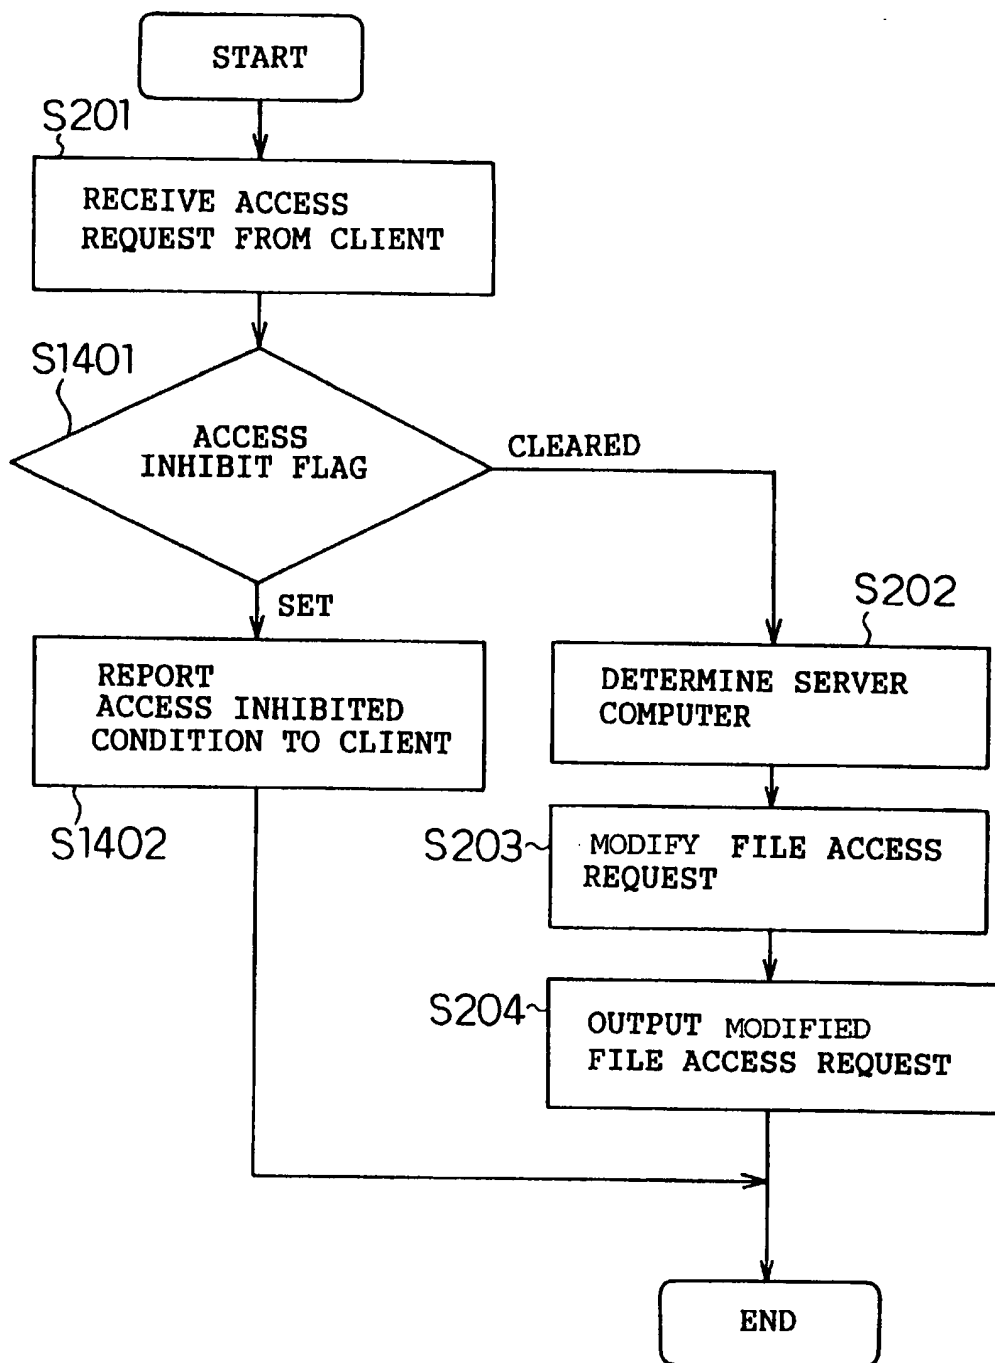 START
S201
RECEIVE ACCESS
REQUEST FROM CLIENT
S1401
ACCESS
INHIBIT FLAG
CLEARED
SET
S202
REPORT
ACCESS INHIBITED
CONDITION TO CLIENT
S1402
DETERMINE SERVER
COMPUTER
S203
MODIFY FILE ACCESS
REQUEST
S204
OUTPUT MODIFIED
FILE ACCESS REQUEST
END